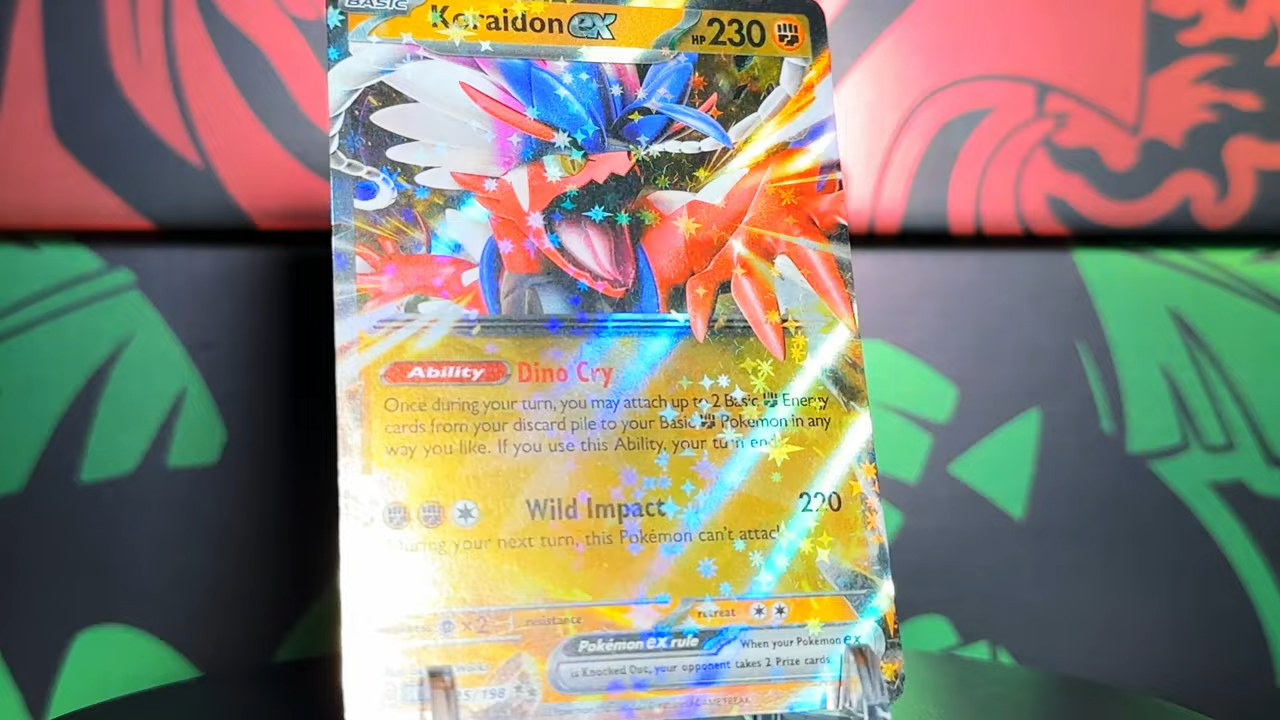 BASIC
Koraidon ex
HP 230
Ability Dino Cry
Once during your turn, you may attach up to 2 Basic Energy
cards from your discard pile to your Basic Pokémon in any
way you like. If you use this Ability, your turn ends.
Wild Impact 220
During your next turn, this Pokémon can't attack
×2 resistance retreat
Pokémon ex rule When your Pokémon ex
is Knocked Out, your opponent takes 2 Prize cards.
/198